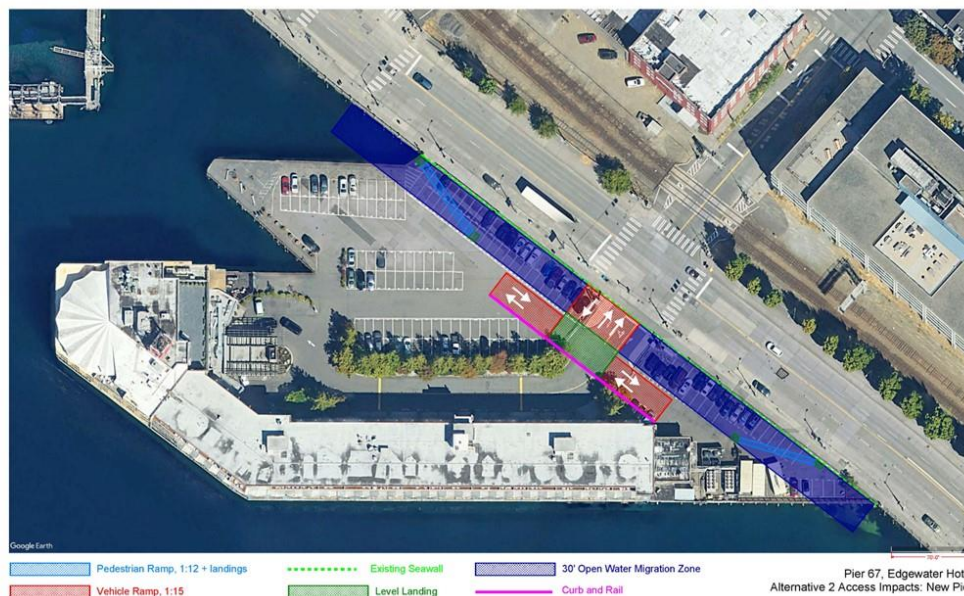 Google Earth
Pedestrian Ramp, 1:12 + landings
Existing Seawall
30' Open Water Migration Zone
Vehicle Ramp, 1:15
Level Landing
Curb and Rail
Pier 67, Edgewater Hot
Alternative 2 Access Impacts: New Pi